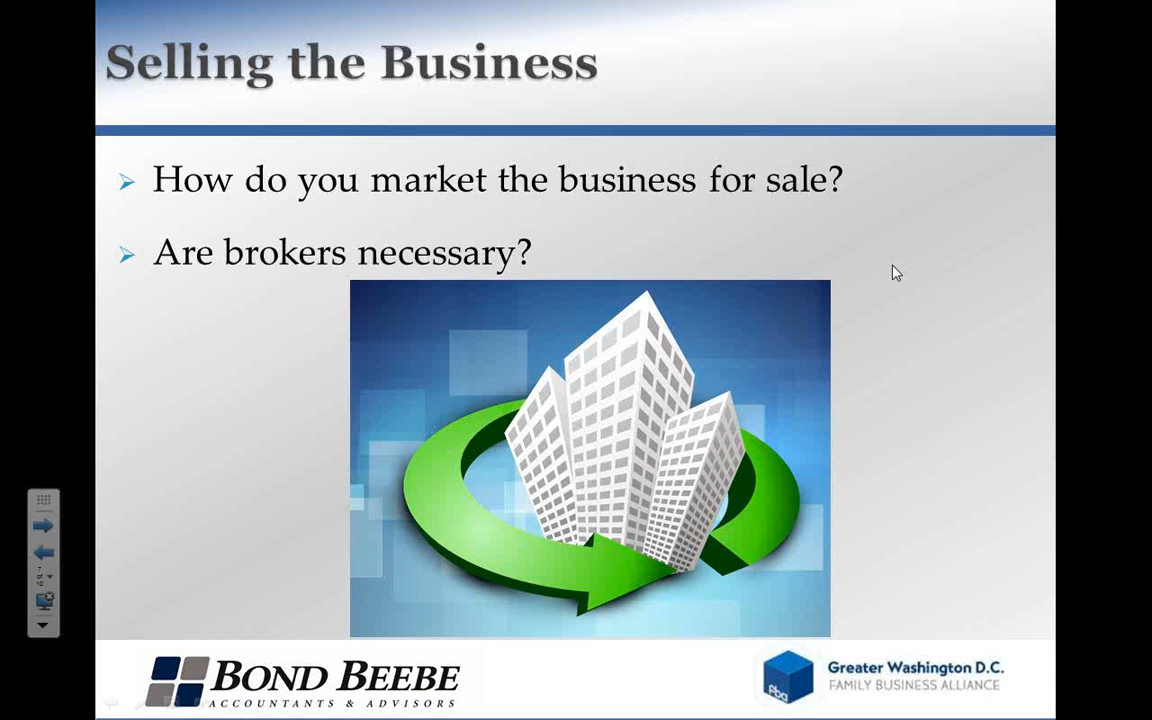 Selling the Business
How do you market the business for sale?
Are brokers necessary?
BOND BEEBE
ACCOUNTANTS & ADVISORS
fba
Greater Washington D.C.
FAMILY BUSINESS ALLIANCE